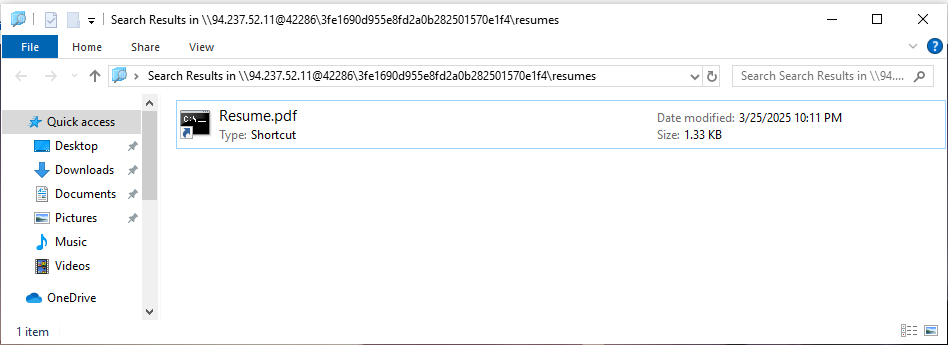 Search Results in \\94.237.52.11@42286\3fe1690d955e8fd2a0b282501570e1f4\resumes
File Home Share View
Search Results in \\94.237.52.11@42286\3fe1690d955e8fd2a0b282501570e1f4\resumes
Search Search Results in \\94....
Quick access
Desktop
Downloads
Documents
Pictures
Music
Videos
OneDrive
C:\_
Resume.pdf
Type: Shortcut
Date modified: 3/25/2025 10:11 PM
Size: 1.33 KB
1 item